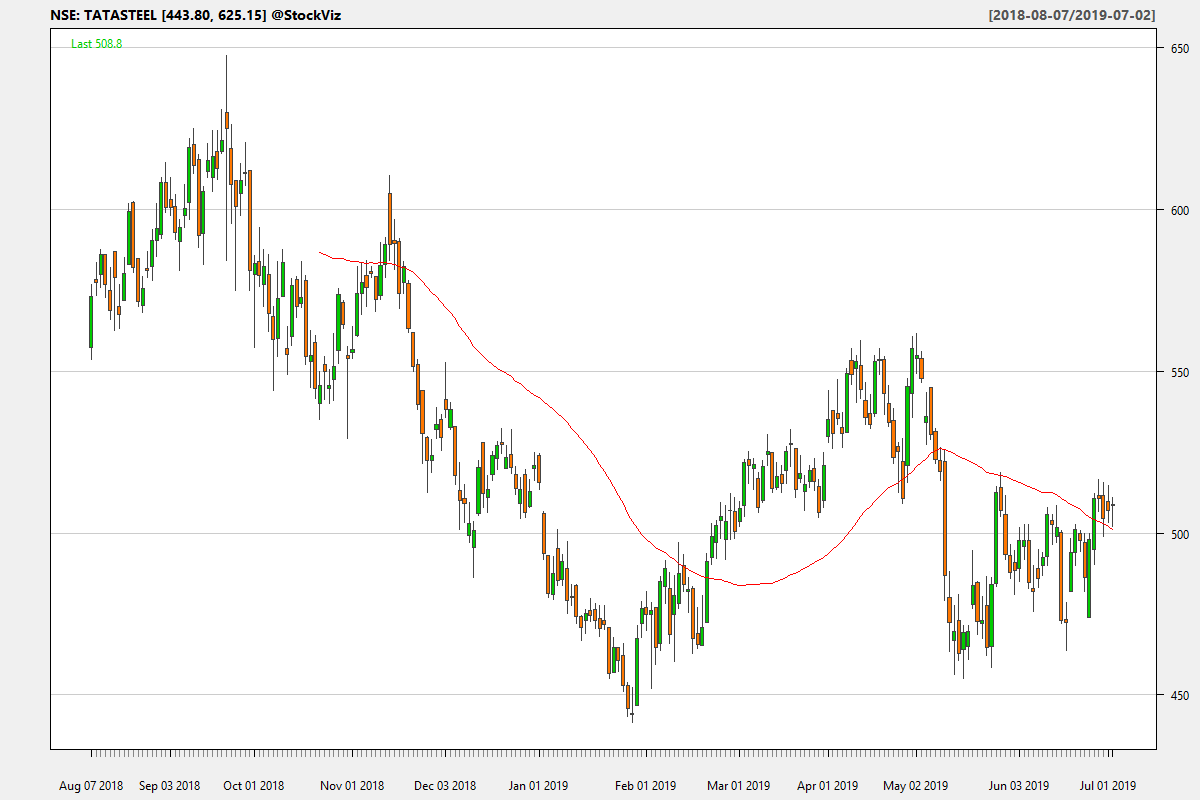 NSE: TATASTEEL [443.80, 625.15] @StockViz [2018-08-07/2019-07-02]
Last 508.8
650
600
550
500
450
Aug 07 2018 Sep 03 2018 Oct 01 2018 Nov 01 2018 Dec 03 2018 Jan 01 2019 Feb 01 2019 Mar 01 2019 Apr 01 2019 May 02 2019 Jun 03 2019 Jul 01 2019